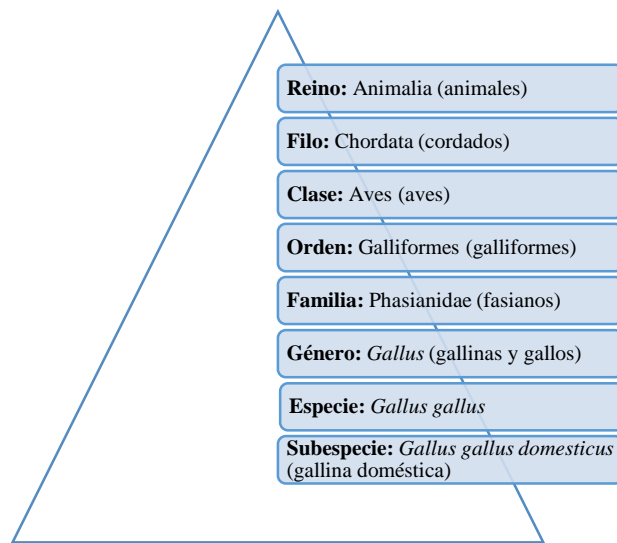 Reino: Animalia (animales)
Filo: Chordata (cordados)
Clase: Aves (aves)
Orden: Galliformes (galliformes)
Familia: Phasianidae (fasianos)
Género: Gallus (gallinas y gallos)
Especie: Gallus gallus
Subespecie: Gallus gallus domesticus
(gallina doméstica)